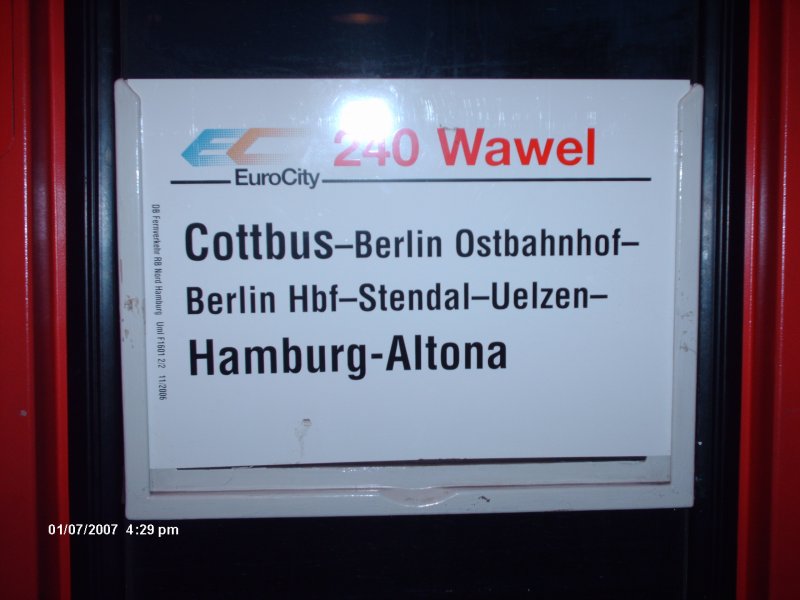 EC 240 Wawel
EuroCity
Cottbus–Berlin Ostbahnhof–
Berlin Hbf–Stendal–Uelzen–
Hamburg-Altona
DB Fernverkehr RB Nord Hamburg Uml F1601 2/2 11/2006
01/07/2007 4:29 pm